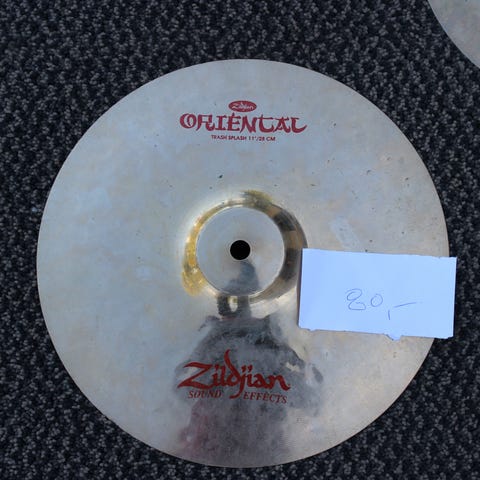 Zildjian
ORIENTAL
TRASH SPLASH 11"/28 CM
80,-
Zildjian
SOUND EFFECTS